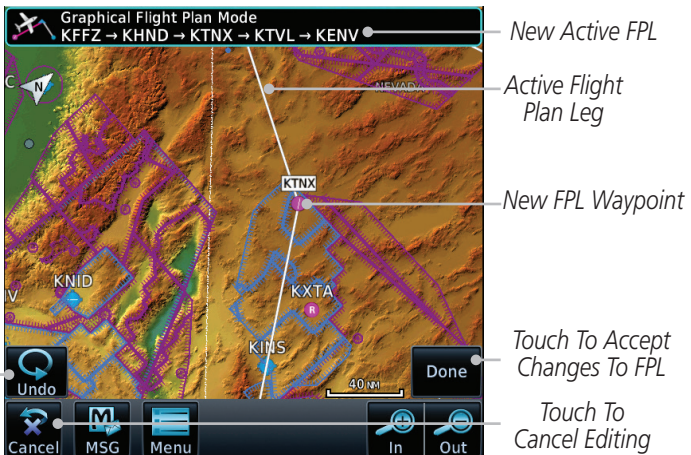 Graphical Flight Plan Mode
KFFZ → KHND → KTNX → KTVL → KENV
New Active FPL
C
N
NEVADA
Active Flight
Plan Leg
KTNX
New FPL Waypoint
KNID
IV
KXTA
R
KINS
Undo
40 NM
Done
Touch To Accept
Changes To FPL
Cancel
MSG
Menu
In
Out
Touch To
Cancel Editing